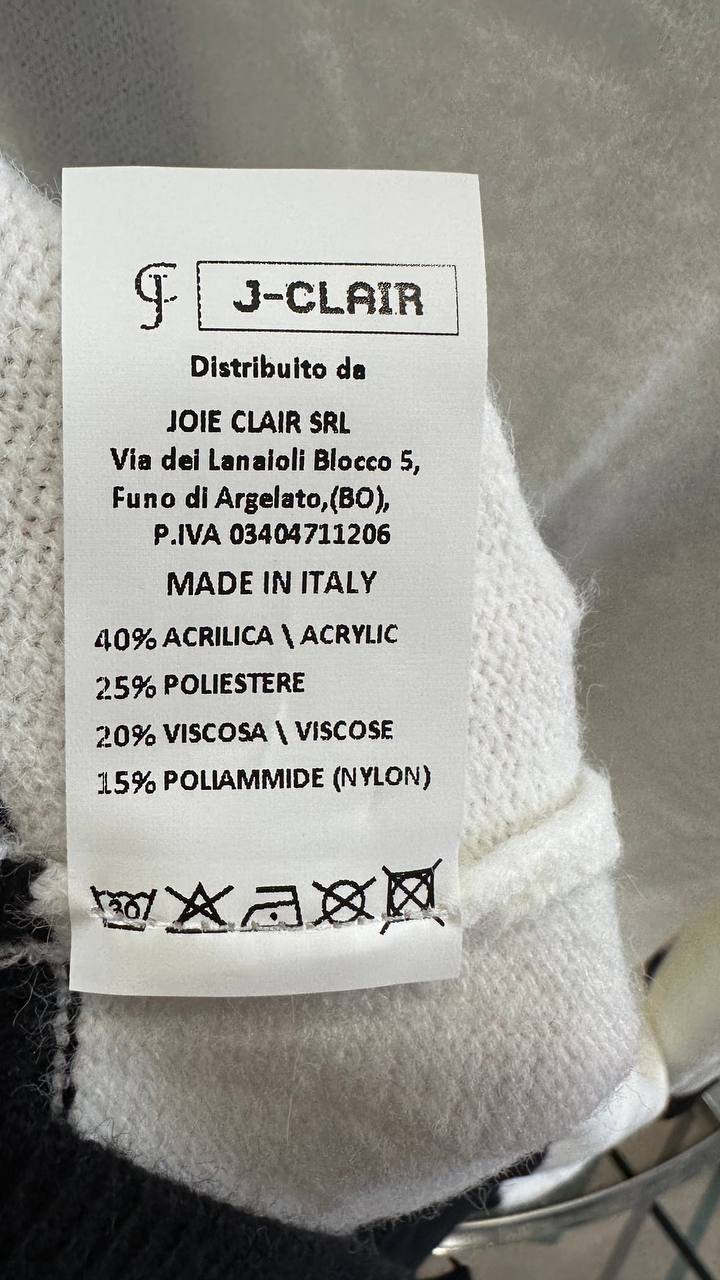 J-CLAIR
Distribuito da
JOIE CLAIR SRL
Via dei Lanaioli Blocco 5,
Funo di Argelato,(BO),
P.IVA 03404711206
MADE IN ITALY
40% ACRILICA \ ACRYLIC
25% POLIESTERE
20% VISCOSA \ VISCOSE
15% POLIAMMIDE (NYLON)
30